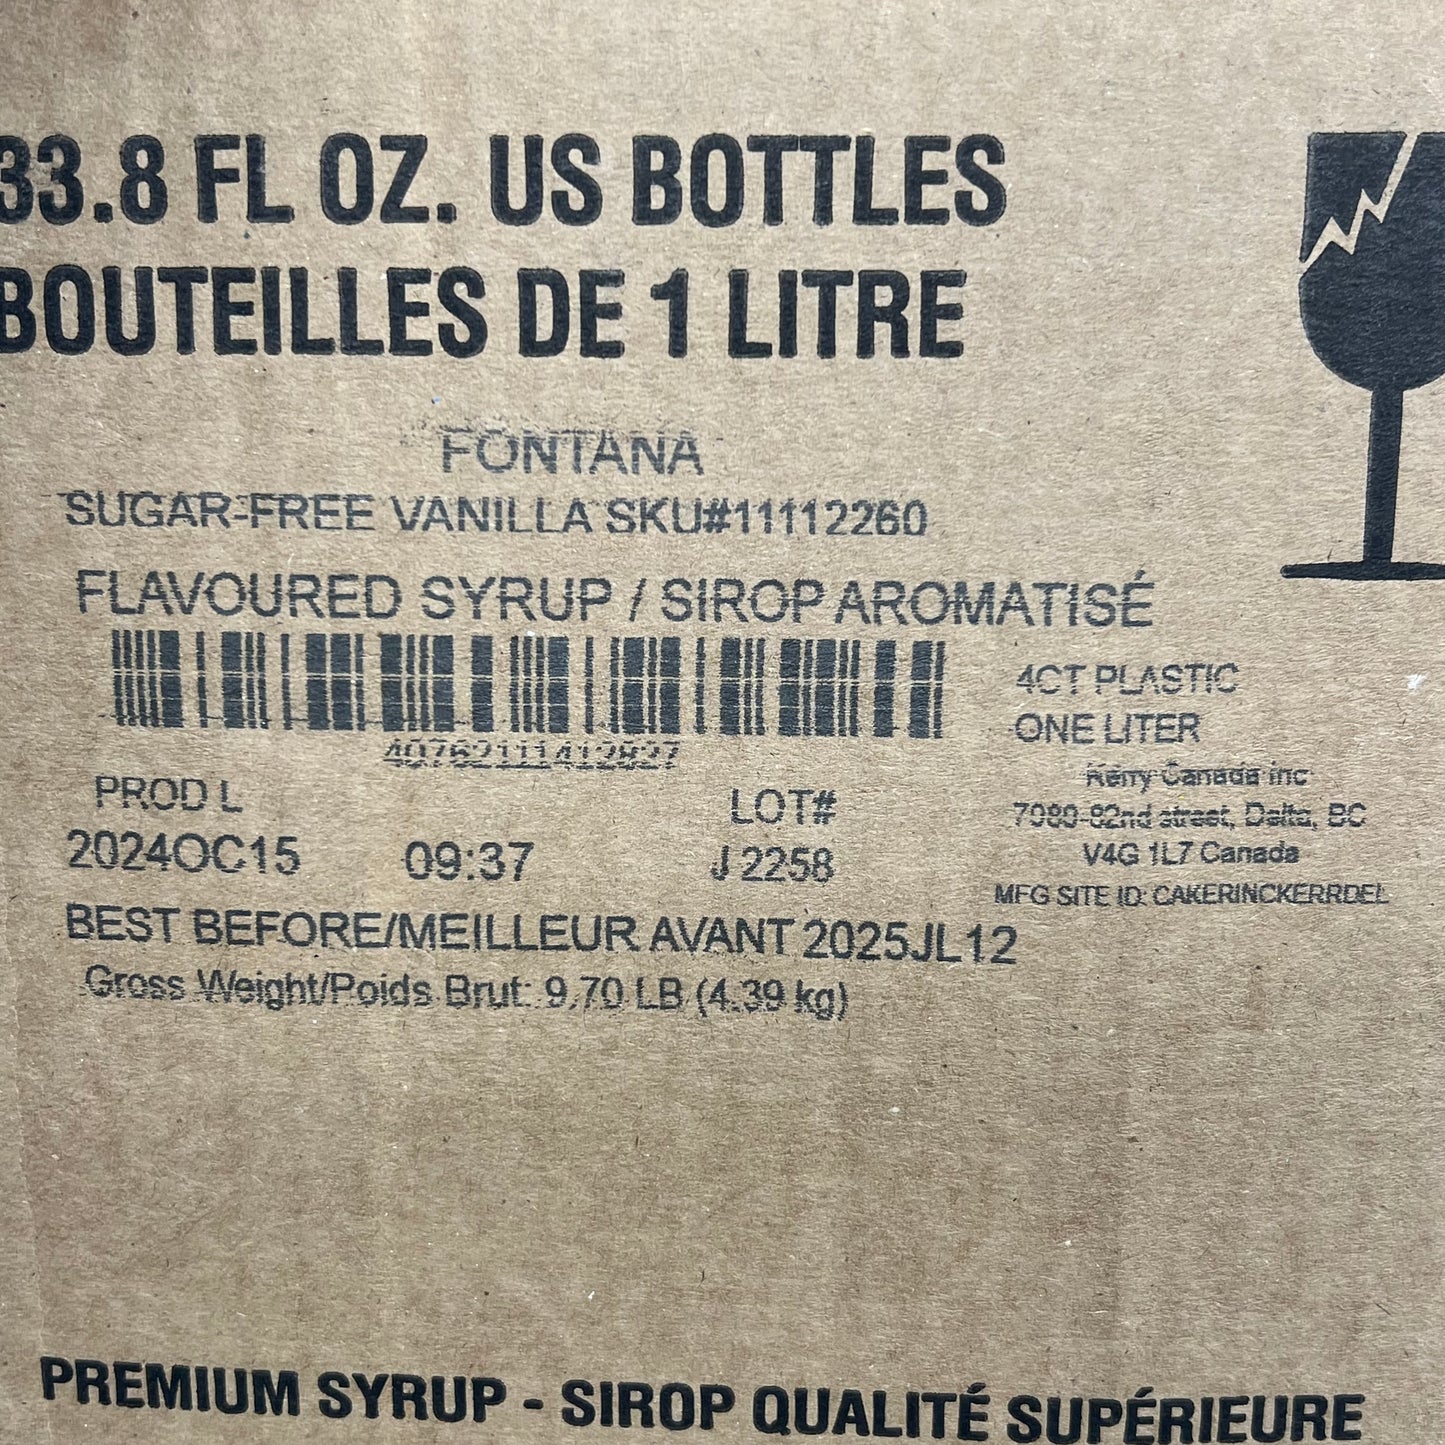 33.8 FL OZ. US BOTTLES
BOUTEILLES DE 1 LITRE
FONTANA
SUGAR-FREE VANILLA SKU#11112260
FLAVOURED SYRUP / SIROP AROMATISÉ
4CT PLASTIC
ONE LITER
40762111412827
Kerry Canada Inc
7080-82nd street, Delta, BC
V4G 1L7 Canada
MFG SITE ID: CAKERINCKERRDEL
PROD L
LOT#
2024OC15 09:37 J 2258
BEST BEFORE/MEILLEUR AVANT 2025JL12
Gross Weight/Poids Brut: 9.70 LB (4.39 kg)
PREMIUM SYRUP - SIROP QUALITÉ SUPÉRIEURE